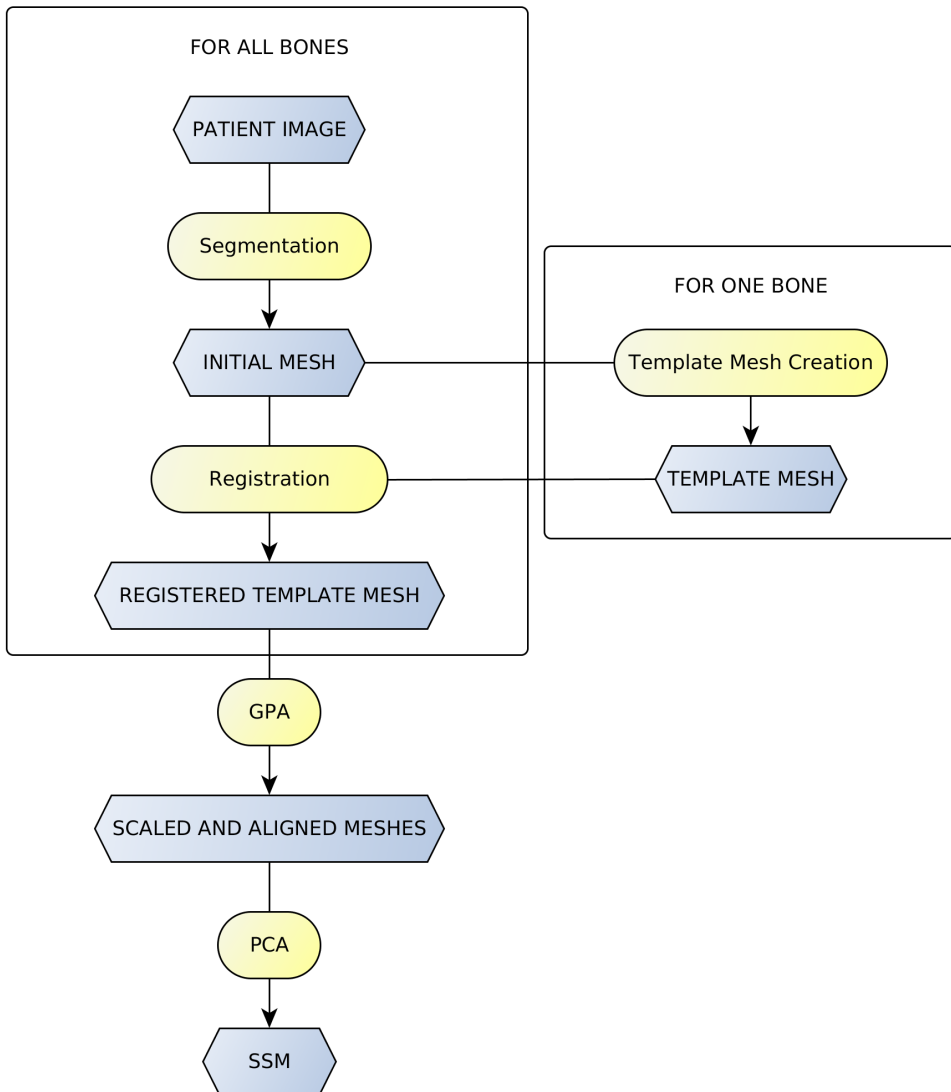 FOR ALL BONES
PATIENT IMAGE
Segmentation
INITIAL MESH
Registration
REGISTERED TEMPLATE MESH
FOR ONE BONE
Template Mesh Creation
TEMPLATE MESH
GPA
SCALED AND ALIGNED MESHES
PCA
SSM